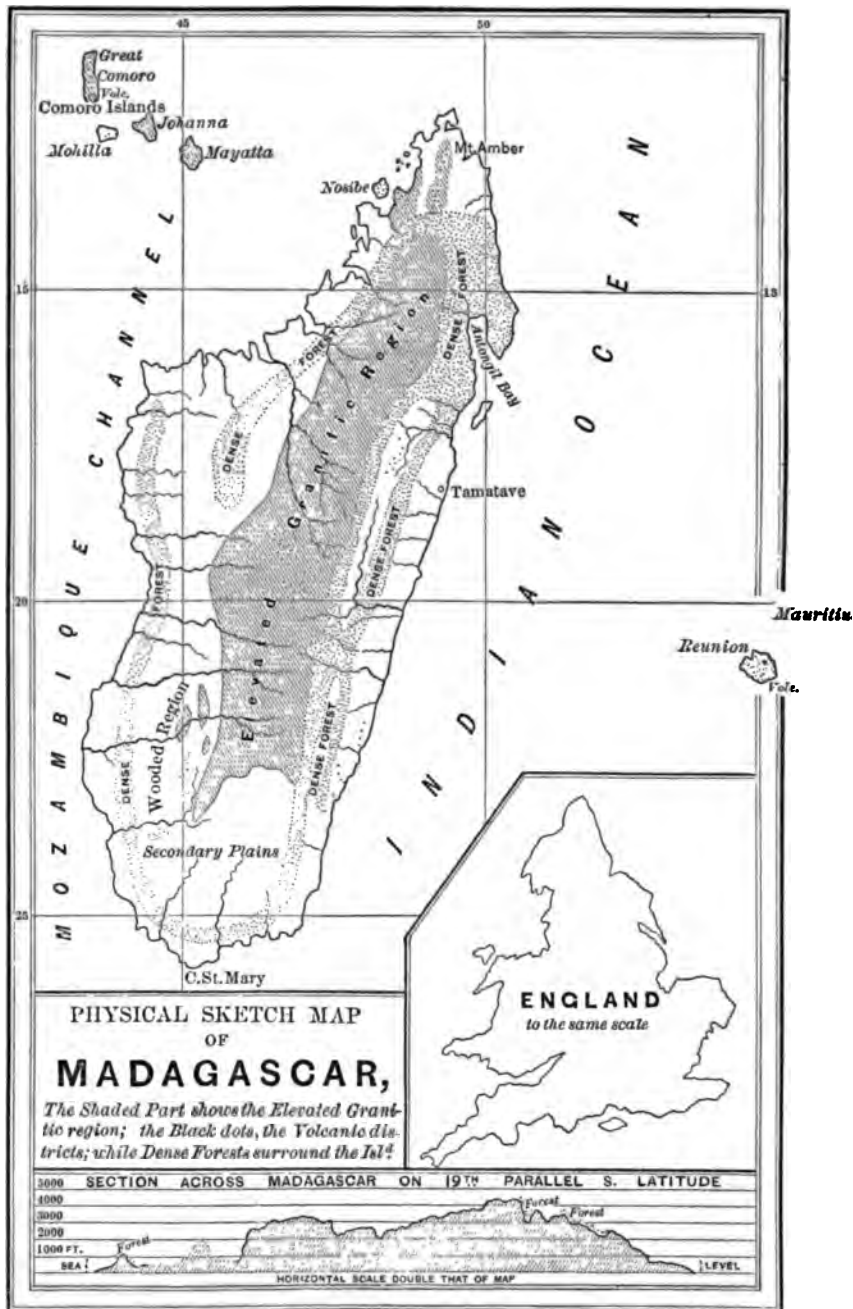 45
50
Great
Comoro
Volc.
Comoro Islands
Johanna
Mohilla
Mayatta
Mt. Amber
Nosibe
MOZAMBIQUE CHANNEL
INDIAN OCEAN
15
15
FOREST
DENSE
DENSE FOREST
Antongil Bay
Elevated Granitic Region
Tamatave
DENSE FOREST
FOREST
20
Mauritiu
Reunion
Volc.
Wooded Region
DENSE
DENSE FOREST
Secondary Plains
25
C. St. Mary
ENGLAND
to the same scale
PHYSICAL SKETCH MAP
OF
MADAGASCAR,
The Shaded Part shows the Elevated Grani-
tic region; the Black dots, the Volcanic dis-
tricts; while Dense Forests surround the Isld.
SECTION ACROSS MADAGASCAR ON 19TH PARALLEL S. LATITUDE
5000
4000
3000
2000
1000 FT.
SEA
LEVEL
Forest
Forest
Forest
HORIZONTAL SCALE DOUBLE THAT OF MAP